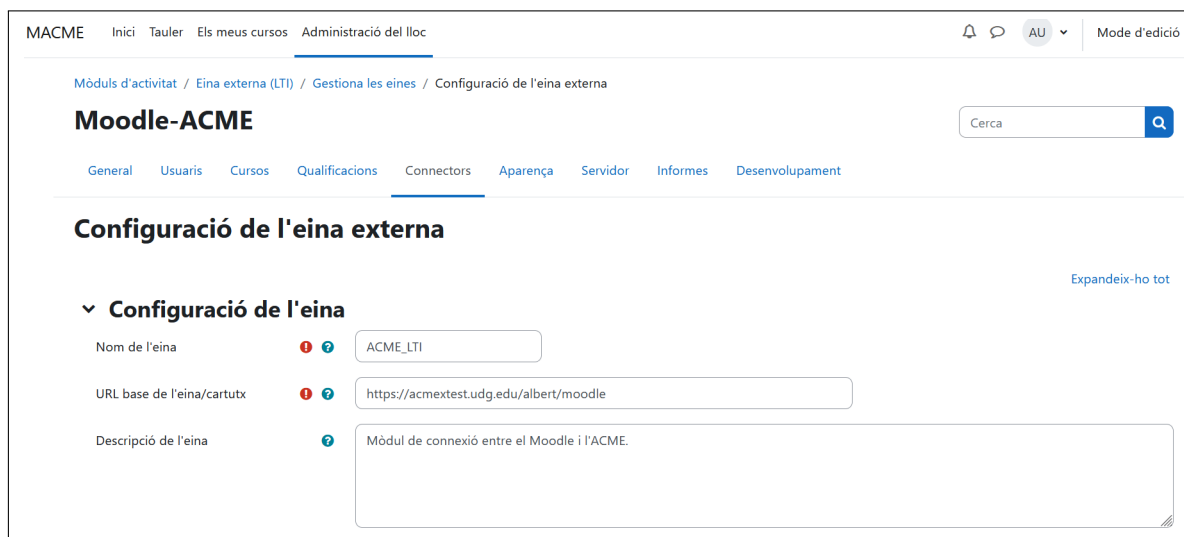 MACME Inici Tauler Els meus cursos Administració del lloc AU Mode d'edició
Mòduls d'activitat / Eina externa (LTI) / Gestiona les eines / Configuració de l'eina externa
Moodle-ACME
Cerca
General Usuaris Cursos Qualificacions Connectors Aparença Servidor Informes Desenvolupament
Configuració de l'eina externa
Expandeix-ho tot
Configuració de l'eina
Nom de l'eina ACME_LTI
URL base de l'eina/cartutx https://acmextest.udg.edu/albert/moodle
Descripció de l'eina Mòdul de connexió entre el Moodle i l'ACME.